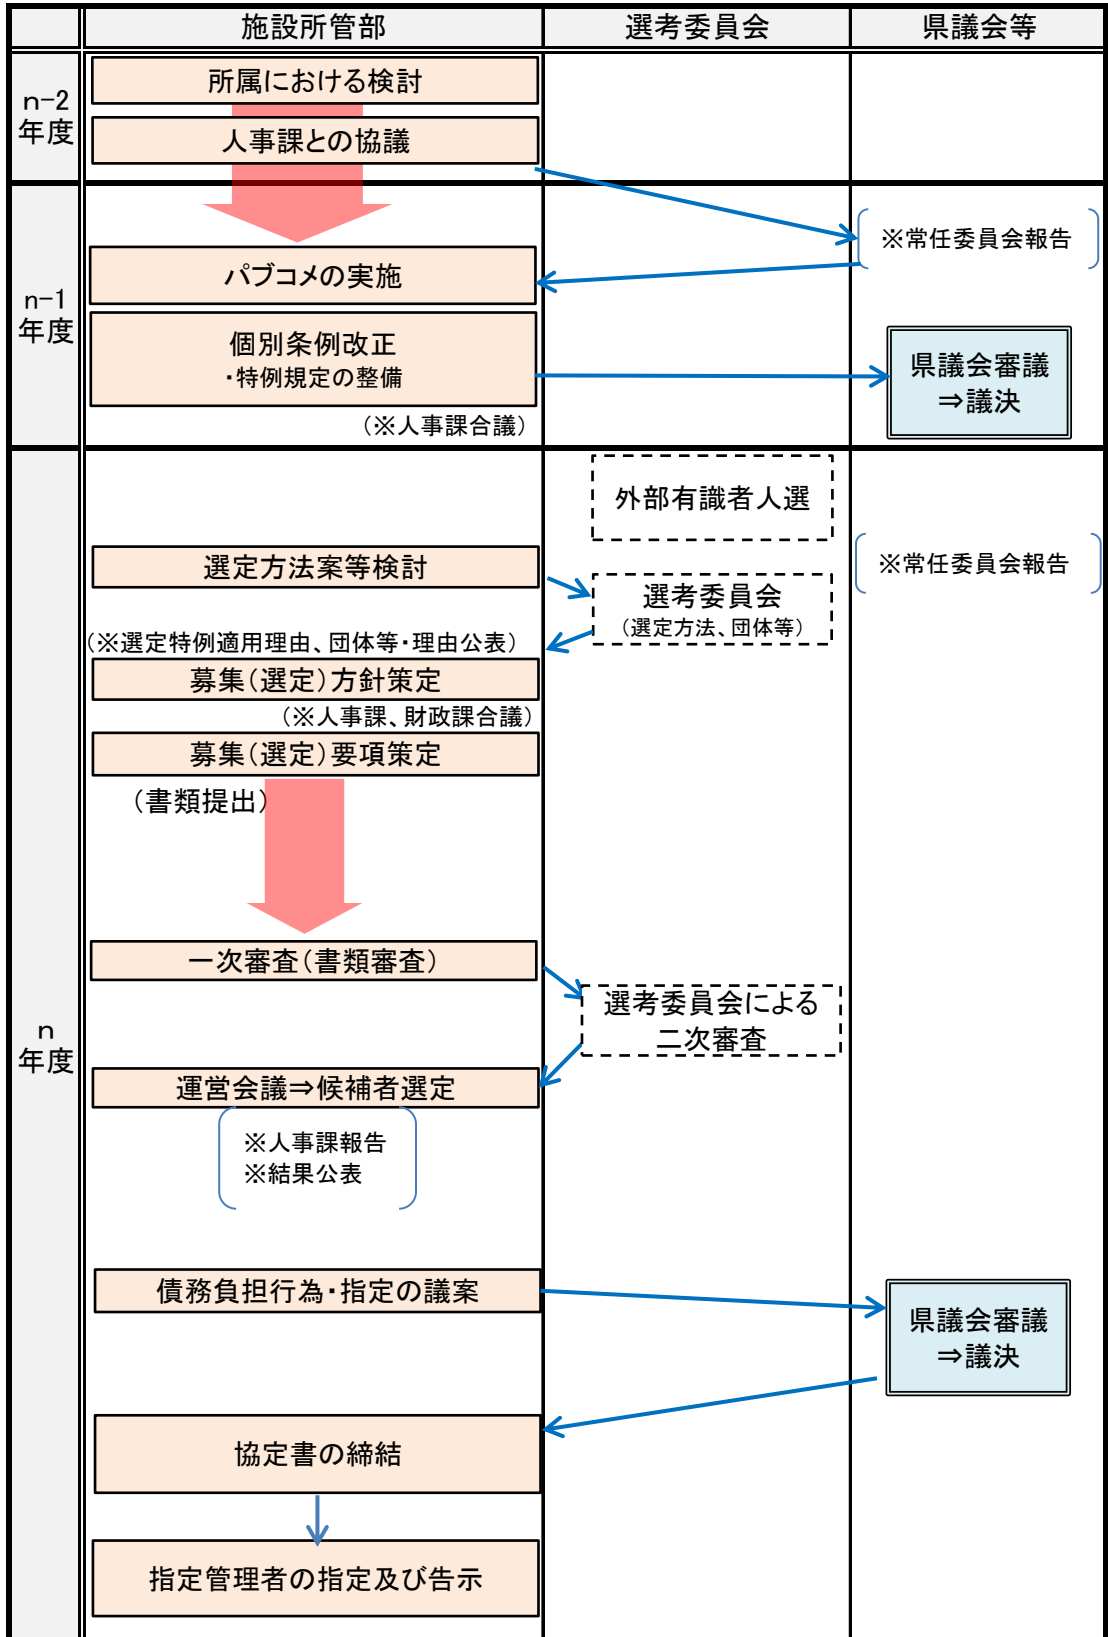 施設所管部
選考委員会
県議会等
n-2
年度
所属における検討
人事課との協議
n-1
年度
※常任委員会報告
パブコメの実施
個別条例改正
・特例規定の整備
（※人事課合議）
県議会審議
⇒議決
n
年度
外部有識者人選
選定方法案等検討
※常任委員会報告
選考委員会
（選定方法、団体等）
（※選定特例適用理由、団体等・理由公表）
募集（選定）方針策定
（※人事課、財政課合議）
募集（選定）要項策定
（書類提出）
一次審査（書類審査）
選考委員会による
二次審査
運営会議⇒候補者選定
※人事課報告
※結果公表
債務負担行為・指定の議案
県議会審議
⇒議決
協定書の締結
指定管理者の指定及び告示